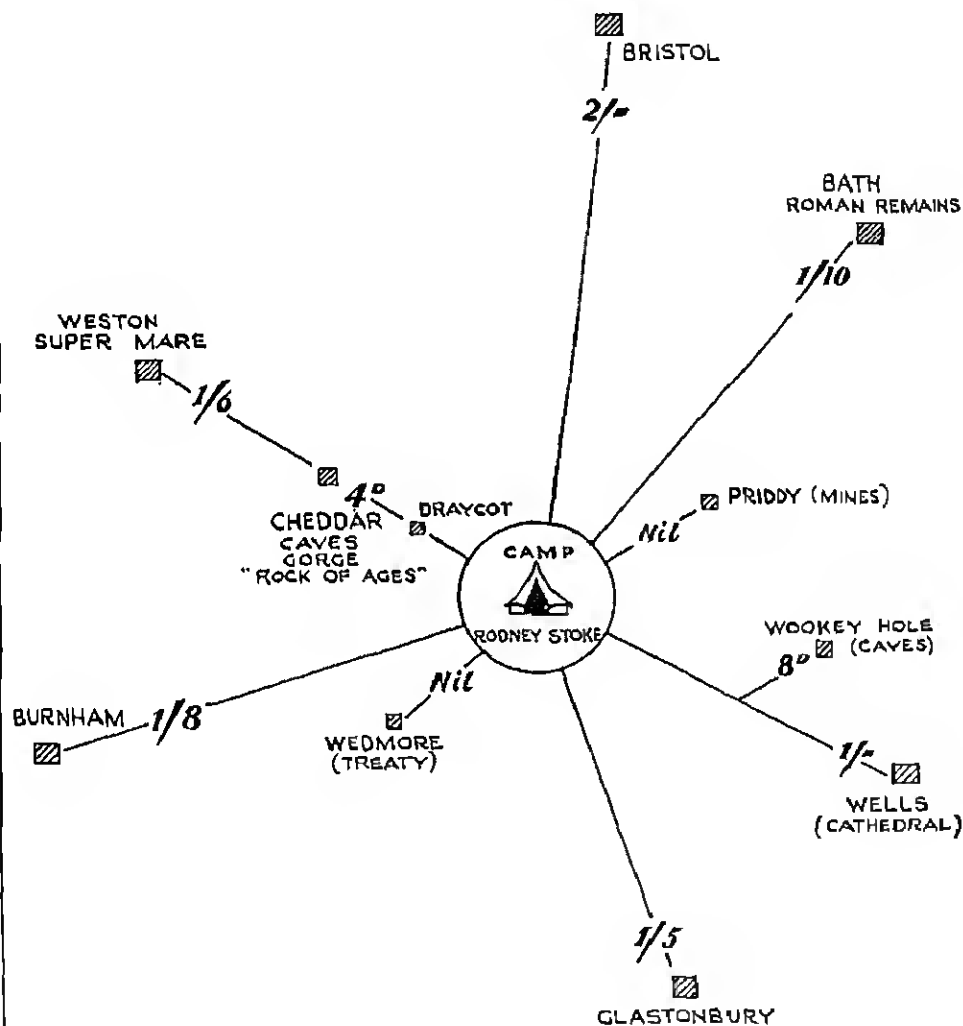 BRISTOL
2/-
BATH
ROMAN REMAINS
1/10
WESTON
SUPER MARE
1/6
4D
DRAYCOT
CHEDDAR
CAVES
GORGE
"ROCK OF AGES"
PRIDDY (MINES)
Nil
CAMP
RODNEY STOKE
WOOKEY HOLE
(CAVES)
8D
Nil
BURNHAM
1/8
WEDMORE
(TREATY)
1/-
WELLS
(CATHEDRAL)
1/5
GLASTONBURY